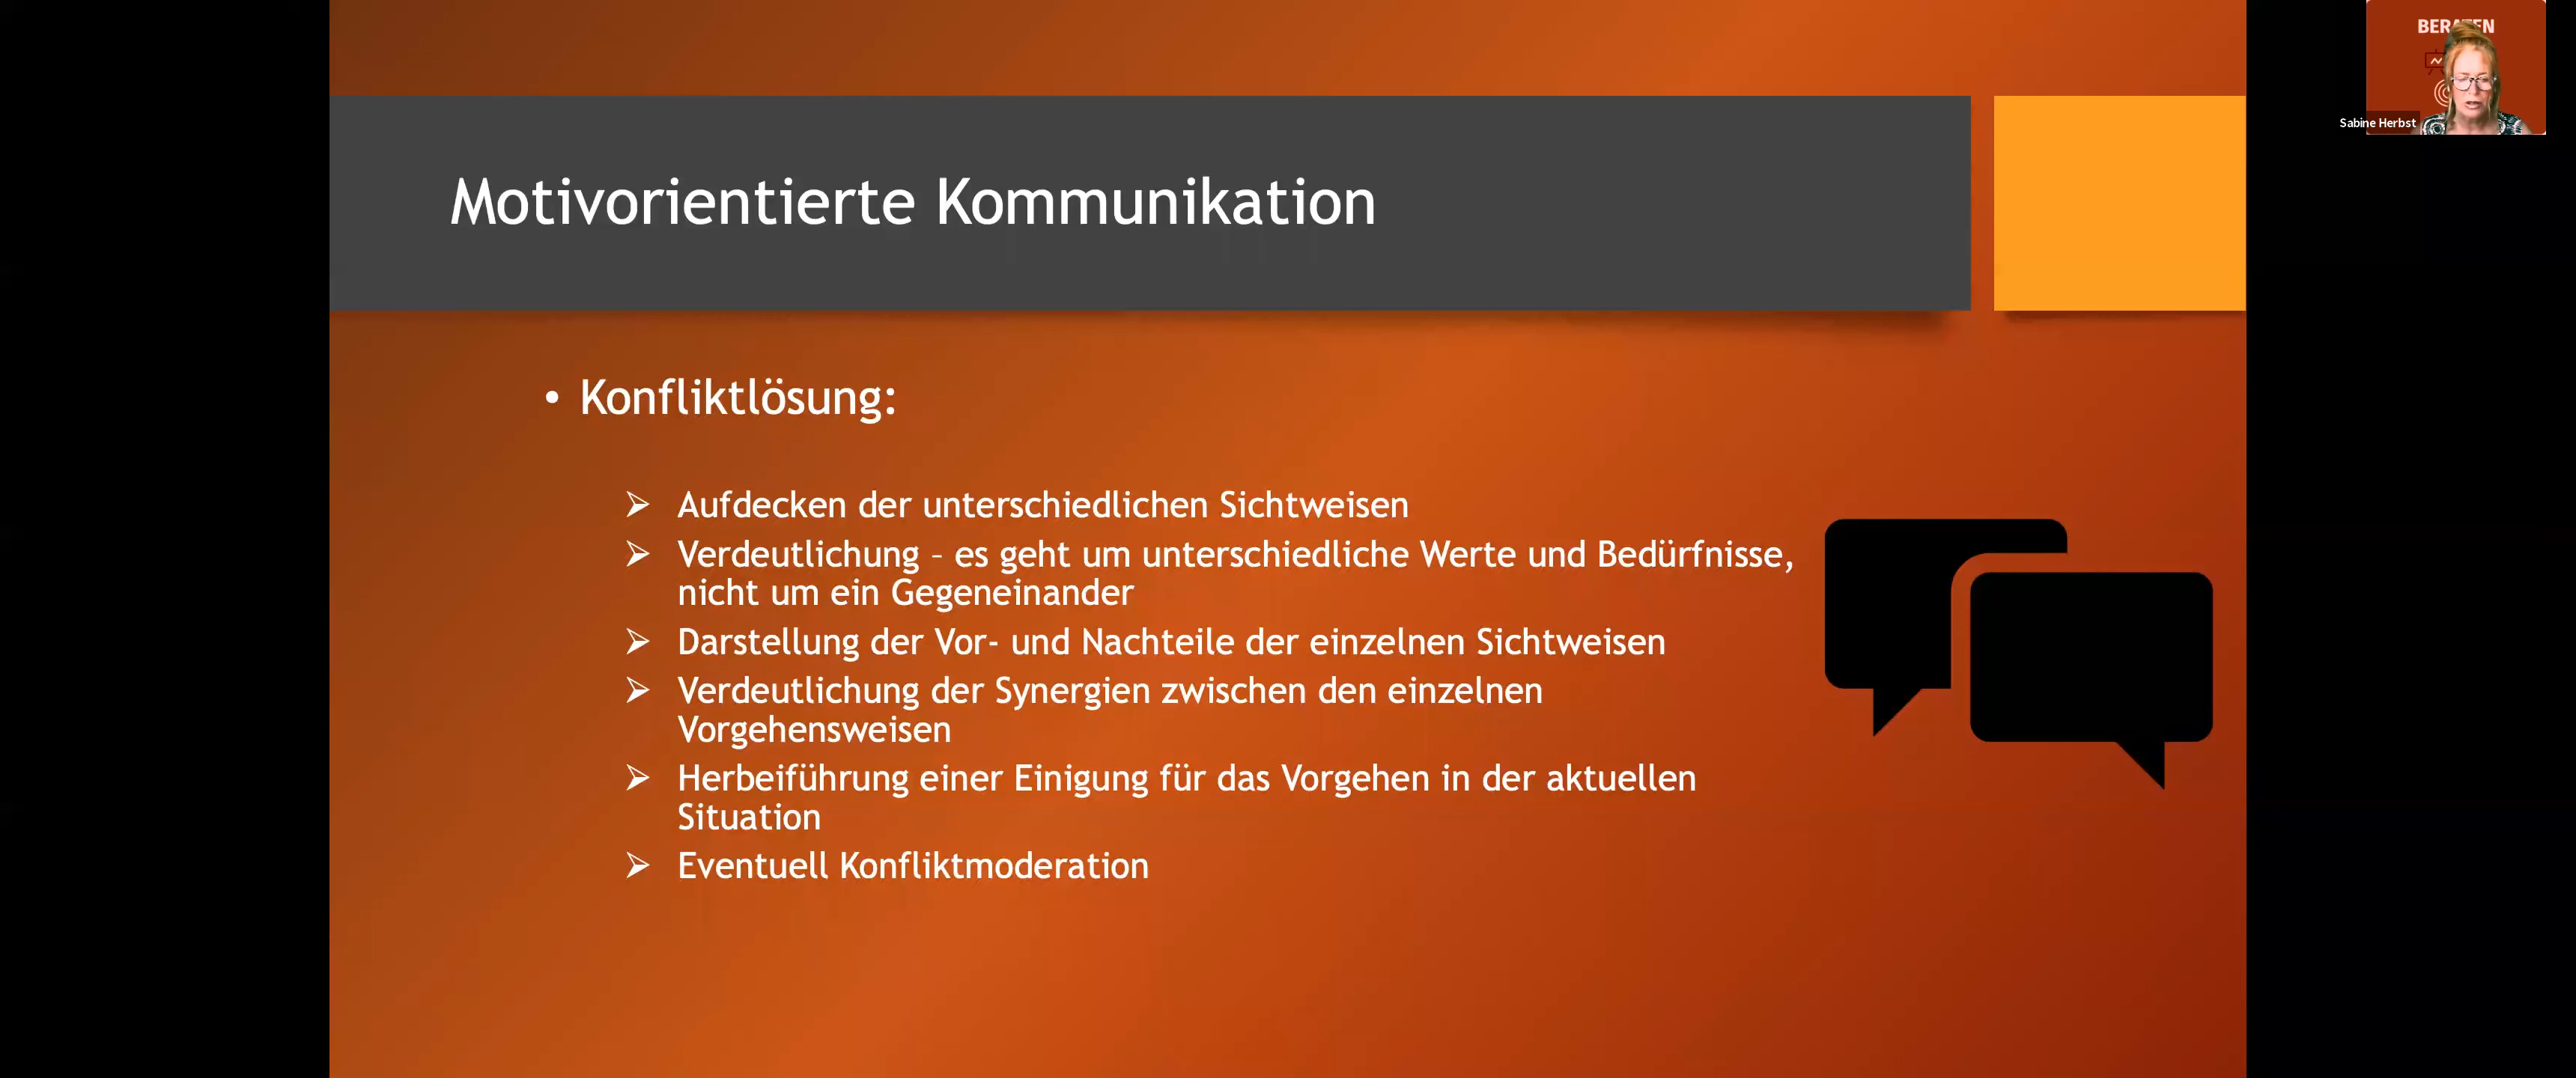 BERATEN
Sabine Herbst
Motivorientierte Kommunikation
• Konfliktlösung:
➢ Aufdecken der unterschiedlichen Sichtweisen
➢ Verdeutlichung – es geht um unterschiedliche Werte und Bedürfnisse,
nicht um ein Gegeneinander
➢ Darstellung der Vor- und Nachteile der einzelnen Sichtweisen
➢ Verdeutlichung der Synergien zwischen den einzelnen
Vorgehensweisen
➢ Herbeiführung einer Einigung für das Vorgehen in der aktuellen
Situation
➢ Eventuell Konfliktmoderation